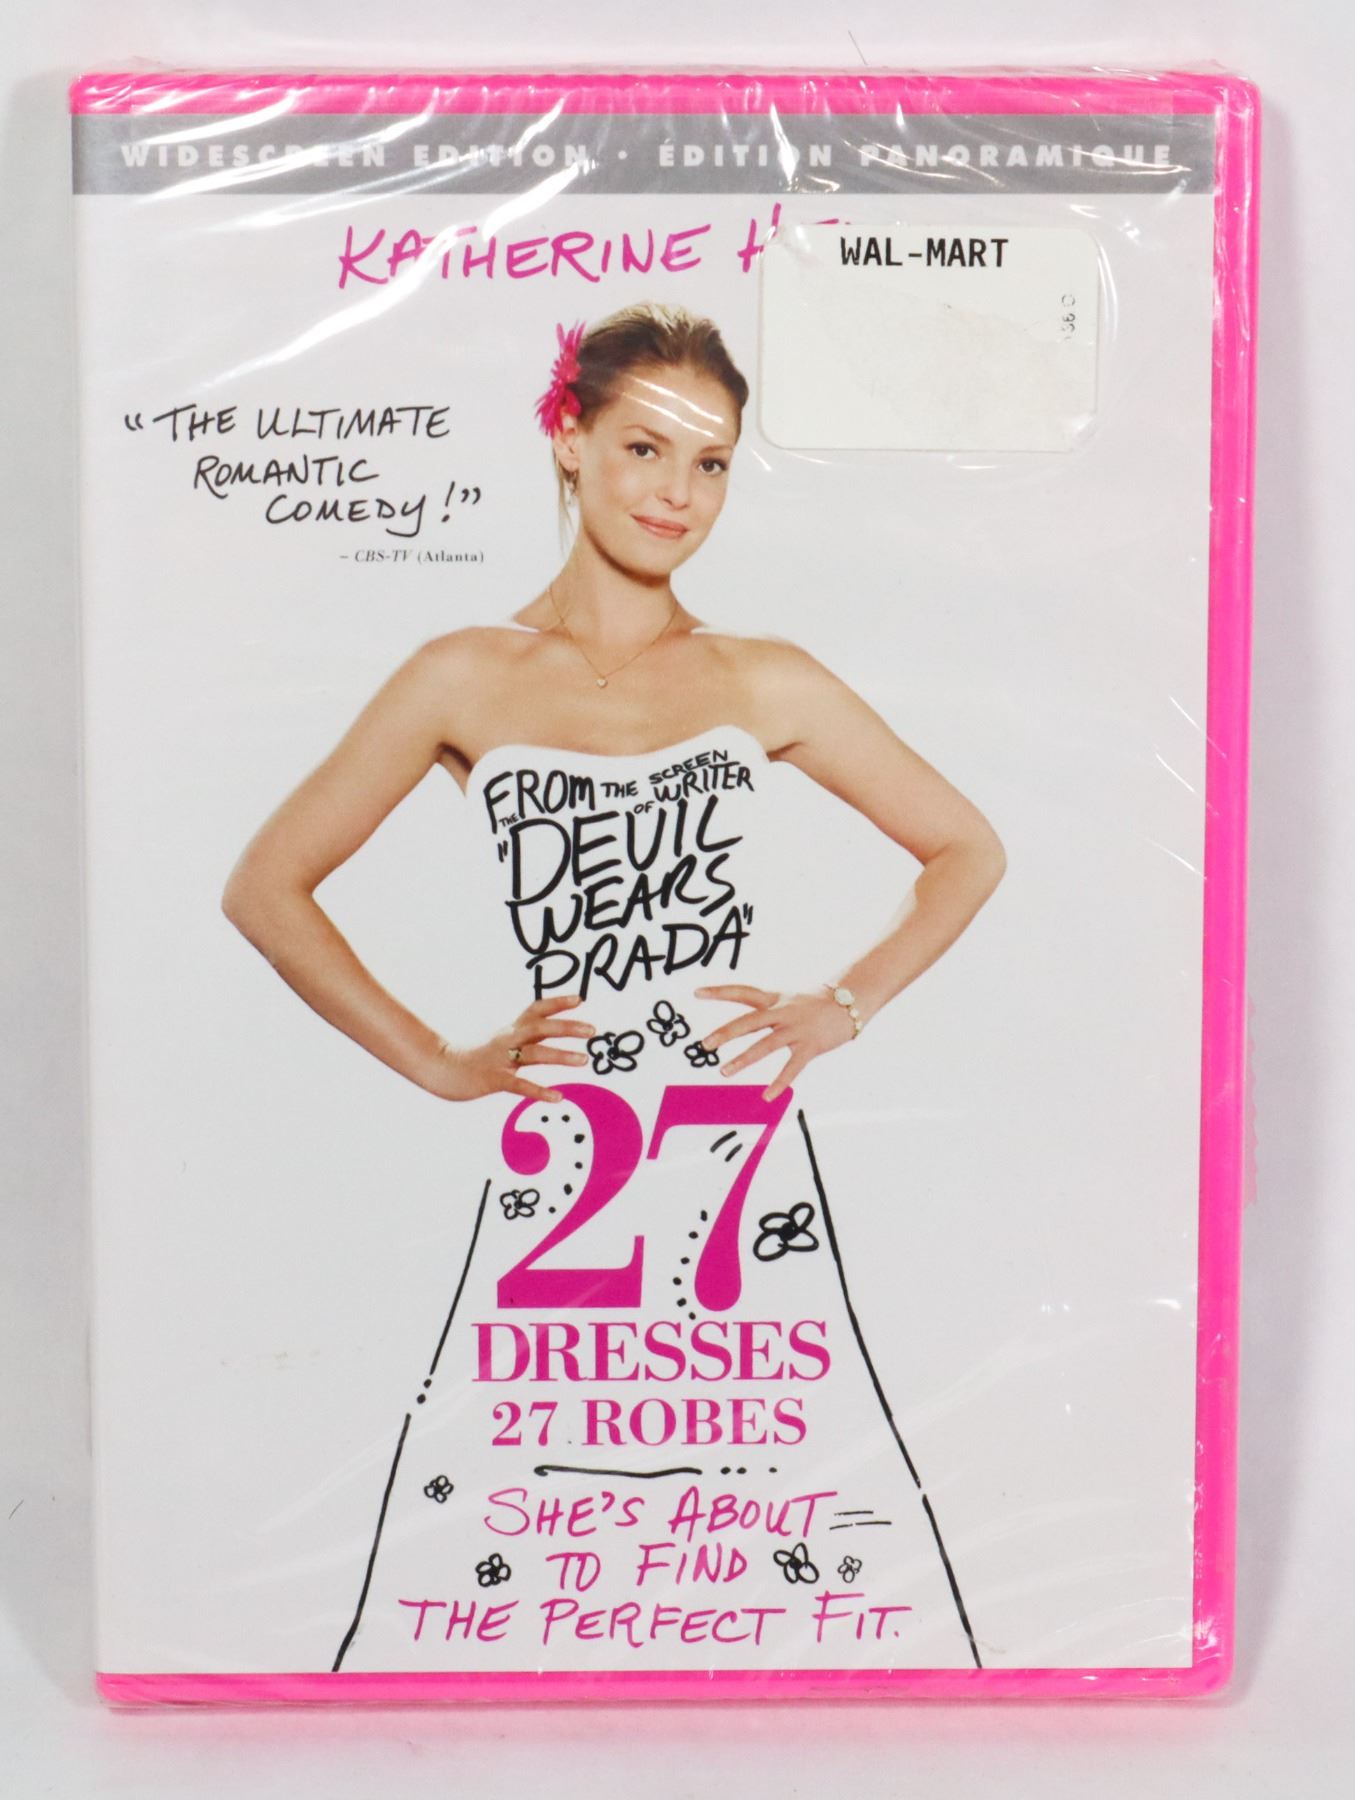 WIDESCREEN EDITION • ÉDITION PANORAMIQUE
KATHERINE
WAL-MART
“THE ULTIMATE
ROMANTIC
COMEDY!”
– CBS-TV (Atlanta)
FROM THE SCREEN
WRITER
OF
THE
"DEVIL
WEARS
PRADA"
27
DRESSES
27 ROBES
SHE'S ABOUT
TO FIND
THE PERFECT FIT.